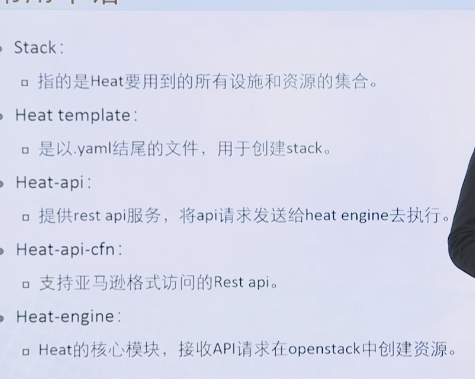 Stack：
指的是Heat要用到的所有设施和资源的集合。
Heat template：
是以.yaml结尾的文件，用于创建stack。
Heat-api：
提供rest api服务，将api请求发送给heat engine去执行。
Heat-api-cfn：
支持亚马逊格式访问的Rest api。
Heat-engine：
Heat的核心模块，接收API请求在openstack中创建资源。